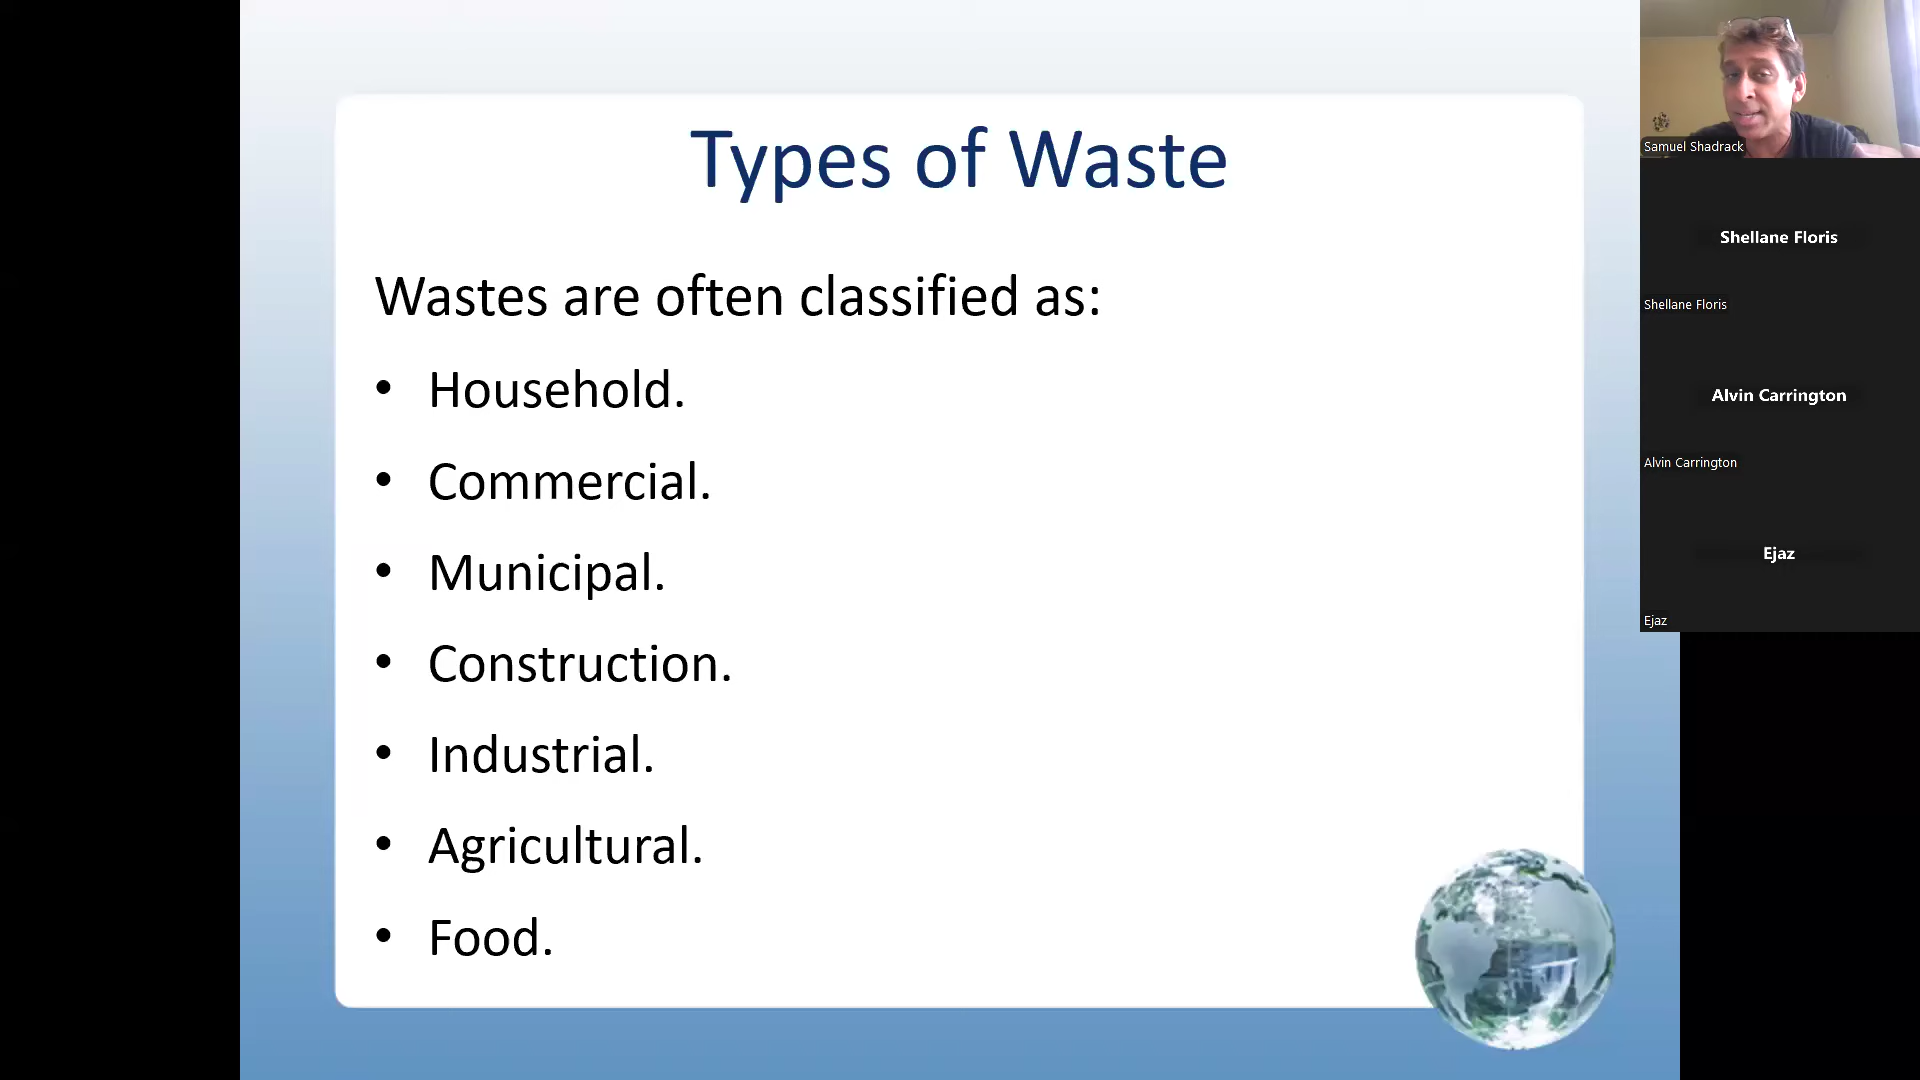 Types of Waste
Wastes are often classified as:
• Household.
• Commercial.
• Municipal.
• Construction.
• Industrial.
• Agricultural.
• Food.
Samuel Shadrack
Shellane Floris
Shellane Floris
Alvin Carrington
Alvin Carrington
Ejaz
Ejaz